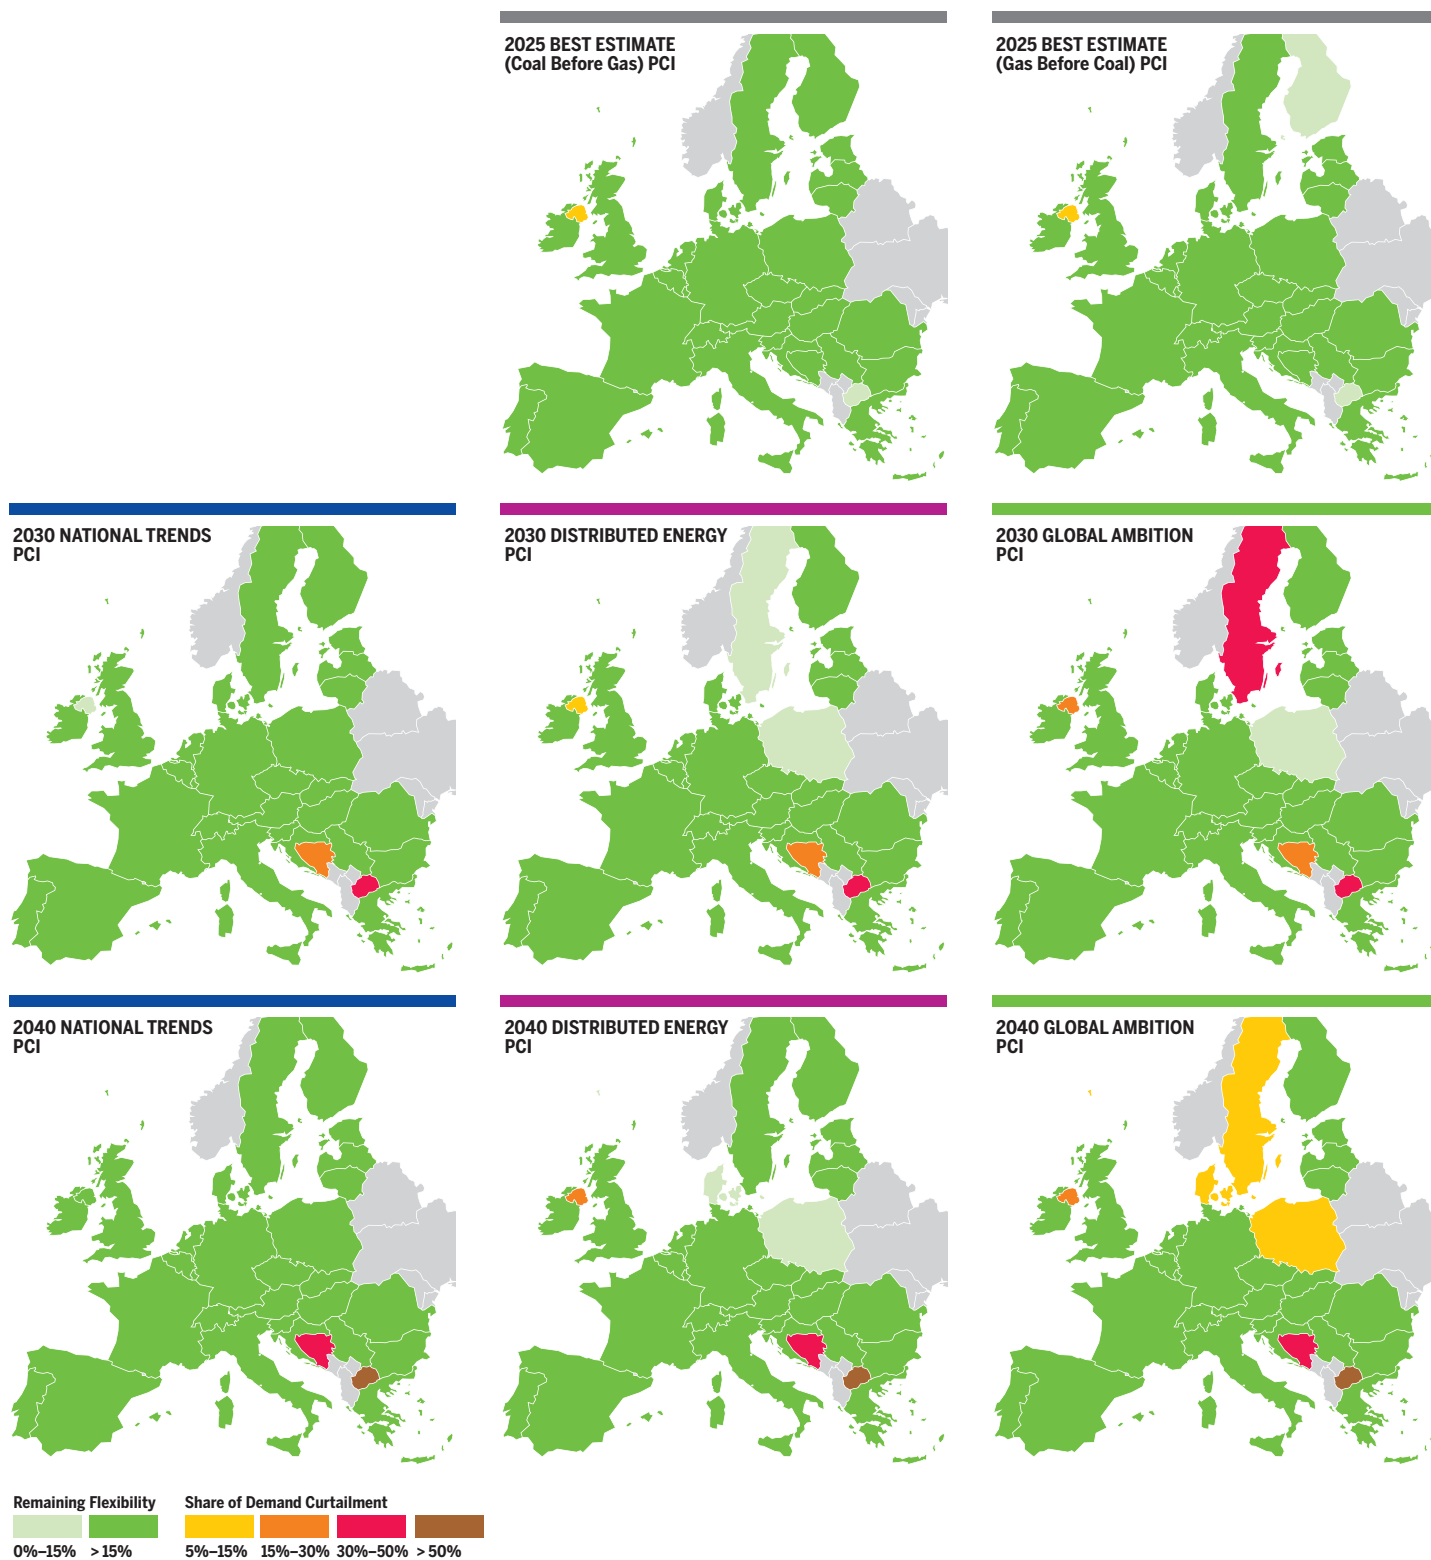 2025 BEST ESTIMATE
(Coal Before Gas) PCI
2025 BEST ESTIMATE
(Gas Before Coal) PCI
2030 NATIONAL TRENDS
PCI
2030 DISTRIBUTED ENERGY
PCI
2030 GLOBAL AMBITION
PCI
2040 NATIONAL TRENDS
PCI
2040 DISTRIBUTED ENERGY
PCI
2040 GLOBAL AMBITION
PCI
Remaining Flexibility
0%–15% > 15%
Share of Demand Curtailment
5%–15% 15%–30% 30%–50% > 50%